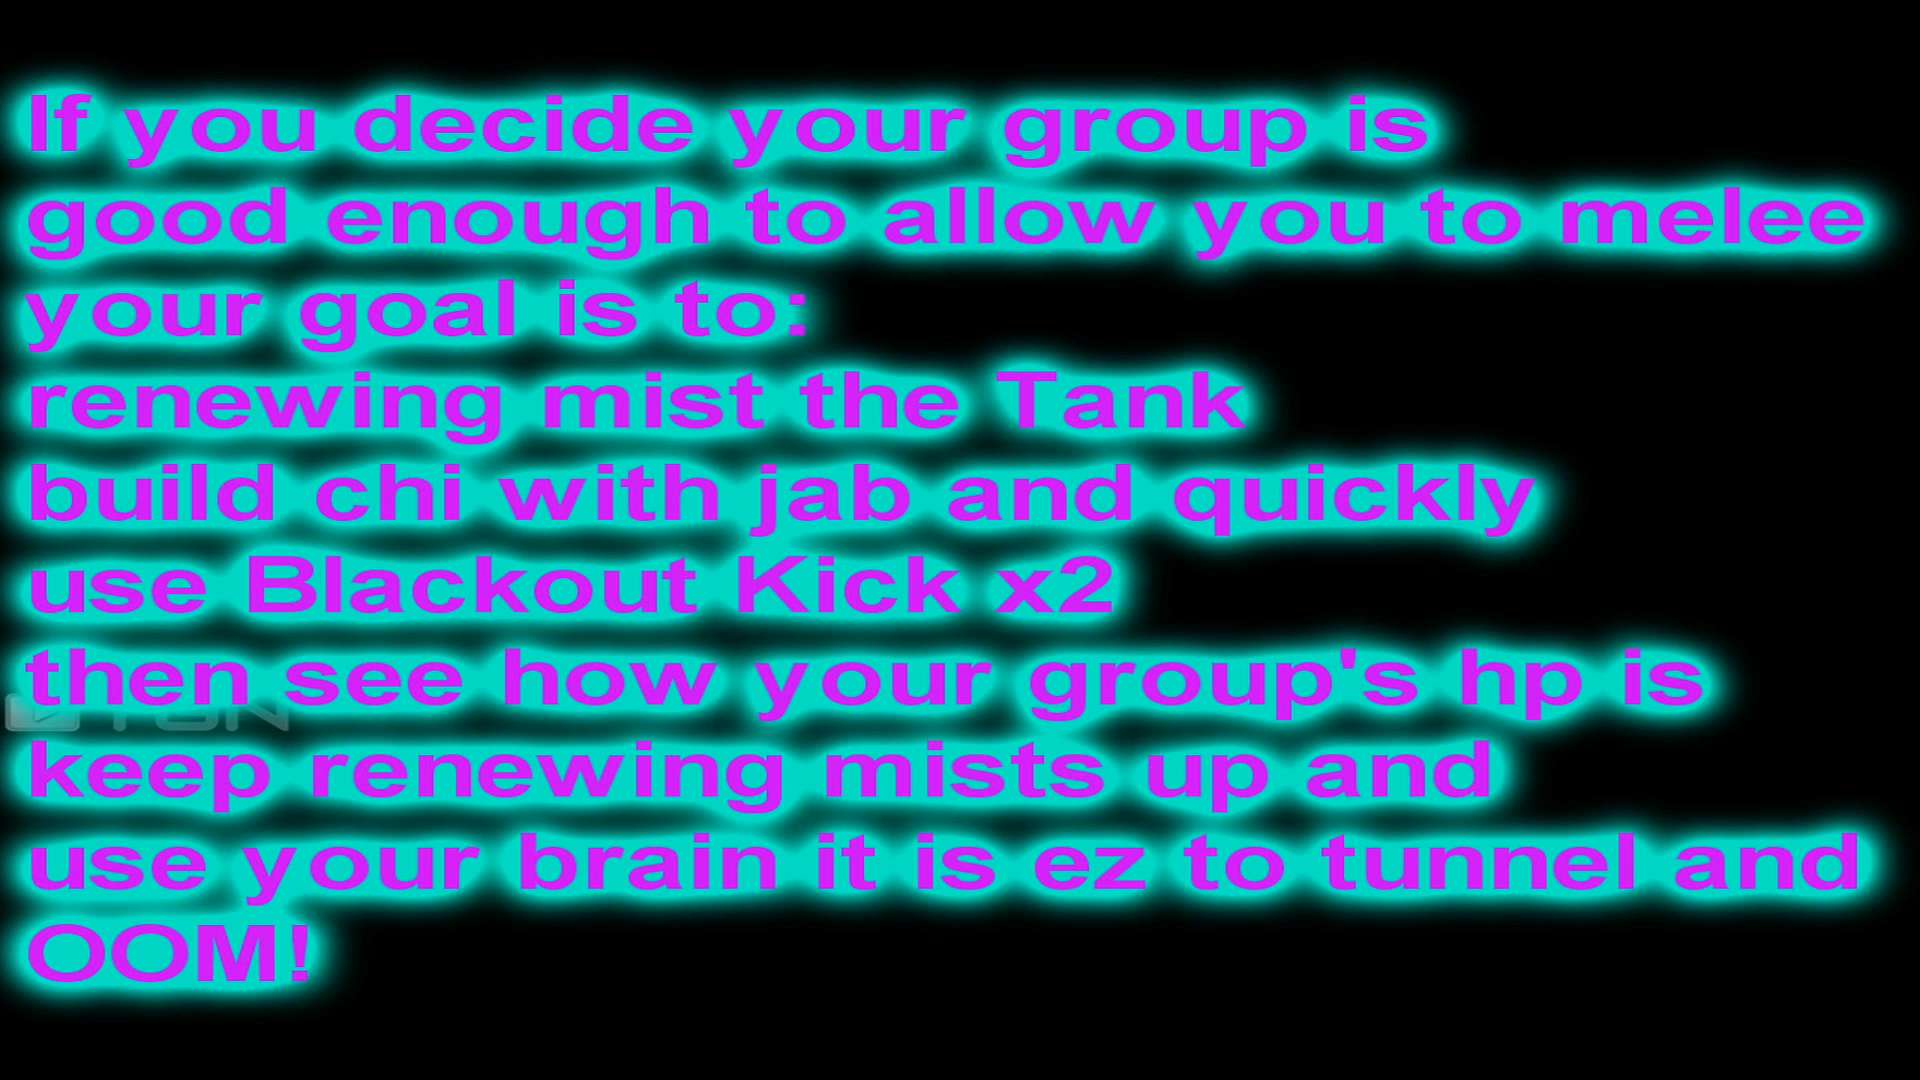 If you decide your group is
good enough to allow you to melee
your goal is to:
renewing mist the Tank
build chi with jab and quickly
use Blackout Kick x2
then see how your group's hp is
keep renewing mists up and
use your brain it is ez to tunnel and
OOM!